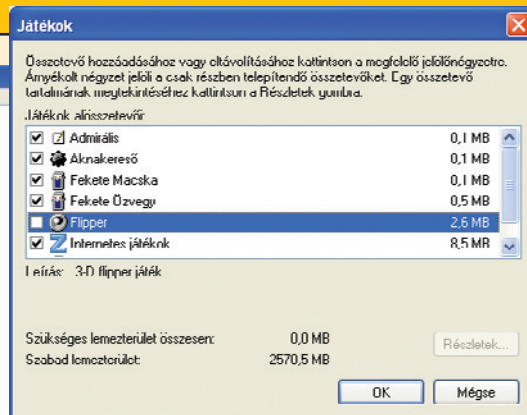 Játékok
Összetevő hozzáadásához vagy eltávolításához kattintson a megfelelő jelölőnégyzetre.
Árnyékolt négyzet jelöli a csak részben telepítendő összetevőket. Egy összetevő
tartalmának megtekintéséhez kattintson a Részletek gombra.
Játékok alösszetevői:
Admirális 0,1 MB
Aknakereső 0,1 MB
Fekete Macska 0,1 MB
Fekete Özvegy 0,5 MB
Flipper 2,6 MB
Internetes játékok 8,5 MB
Leírás: 3-D flipper játék
Szükséges lemezterület összesen: 0,0 MB
Részletek...
Szabad lemezterület: 2570,5 MB
OK Mégse